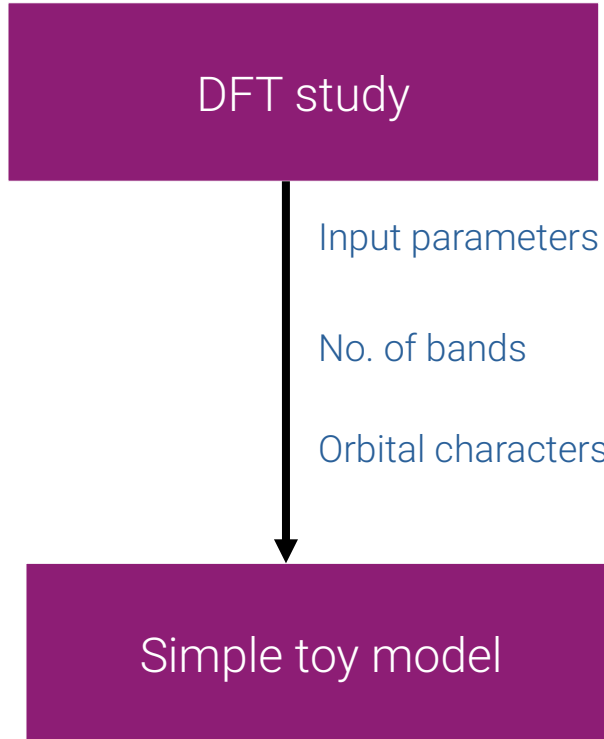 DFT study
Input parameters
No. of bands
Orbital characters
Simple toy model